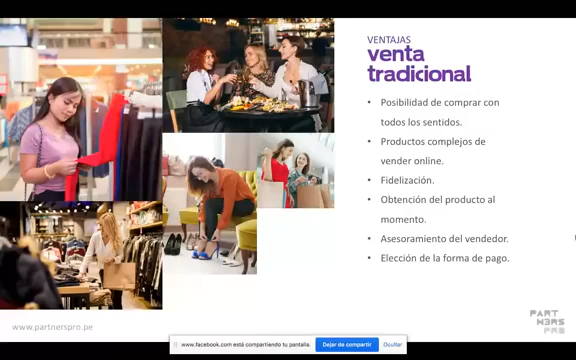 VENTAJAS
venta
tradicional
• Posibilidad de comprar con
todos los sentidos.
• Productos complejos de
vender online.
• Fidelización.
• Obtención del producto al
momento.
• Asesoramiento del vendedor.
• Elección de la forma de pago.
www.partnerspro.pe
PART
N3RS
PRO
www.facebook.com está compartiendo tu pantalla. Dejar de compartir Ocultar